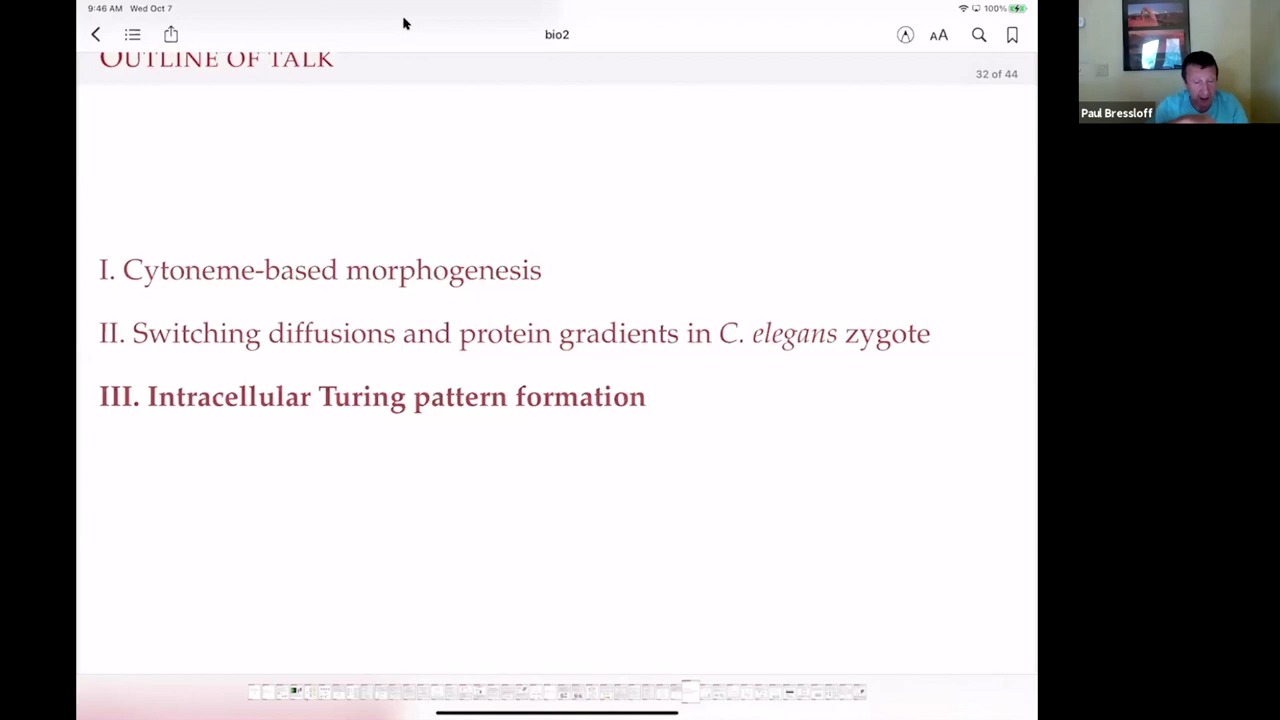 9:46 AM Wed Oct 7
100%
bio2
AA
OUTLINE OF TALK
32 of 44
Paul Bressloff
I. Cytoneme-based morphogenesis
II. Switching diffusions and protein gradients in C. elegans zygote
III. Intracellular Turing pattern formation